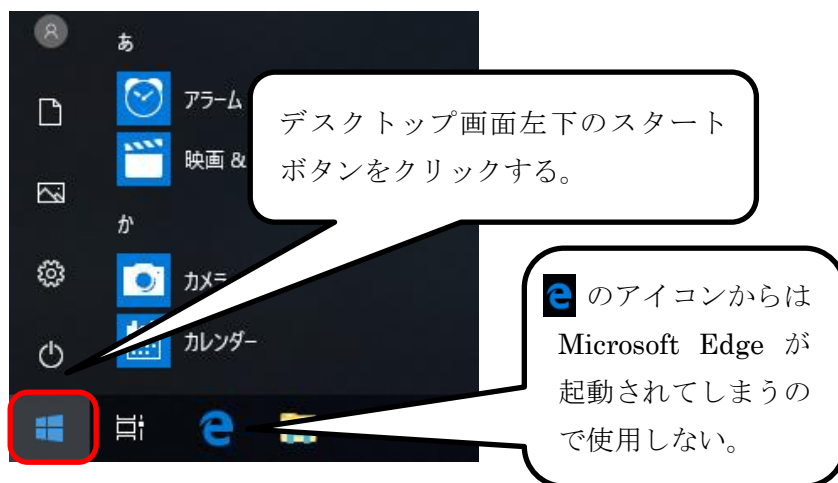 あ
アラーム
映画 &
か
カメラ
カレンダー
デスクトップ画面左下のスタート
ボタンをクリックする。
のアイコンからは
Microsoft Edge が
起動されてしまうの
で使用しない。